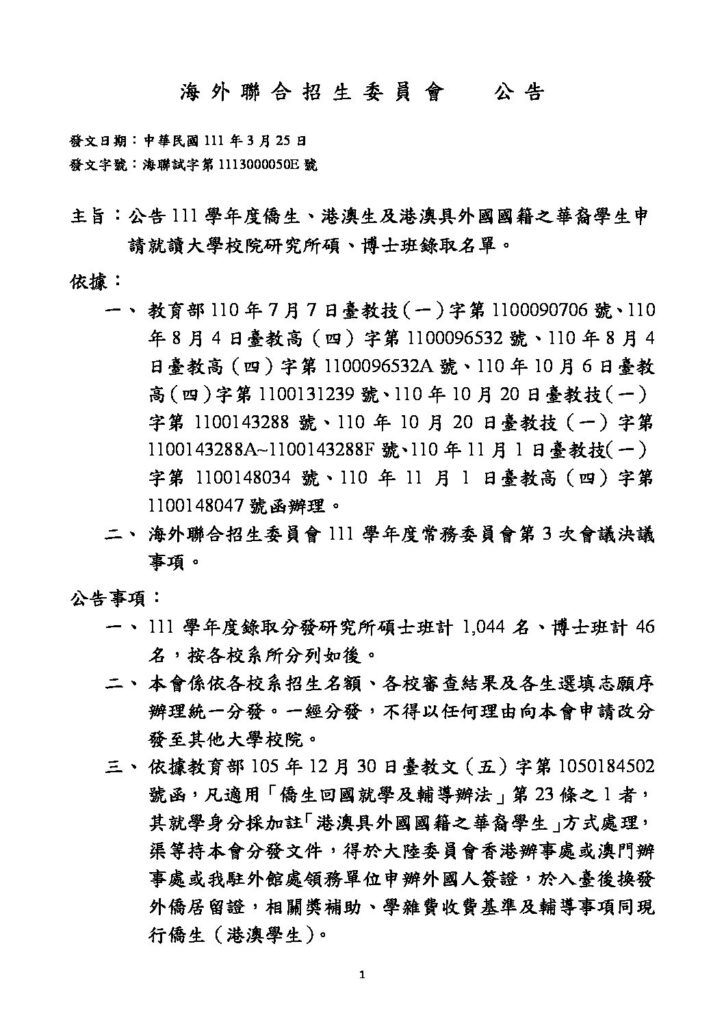 海外聯合招生委員會　公告
發文日期：中華民國 111 年 3 月 25 日
發文字號：海聯試字第 1113000050E 號
主旨：公告 111 學年度僑生、港澳生及港澳具外國國籍之華裔學生申
請就讀大學校院研究所碩、博士班錄取名單。
依據：
一、 教育部 110 年 7 月 7 日臺教技(一)字第 1100090706 號、110
年 8 月 4 日臺教高（四）字第 1100096532 號、110 年 8 月 4
日臺教高（四）字第 1100096532A 號、110 年 10 月 6 日臺教
高(四)字第 1100131239 號、110 年 10 月 20 日臺教技(一)
字第 1100143288 號、110 年 10 月 20 日臺教技（一）字第
1100143288A~1100143288F 號、110 年 11 月 1 日臺教技(一)
字第 1100148034 號、110 年 11 月 1 日臺教高（四）字第
1100148047 號函辦理。
二、 海外聯合招生委員會 111 學年度常務委員會第 3 次會議決議
事項。
公告事項：
一、 111 學年度錄取分發研究所碩士班計 1,044 名、博士班計 46
名，按各校系所分列如後。
二、 本會係依各校系招生名額、各校審查結果及各生選填志願序
辦理統一分發。一經分發，不得以任何理由向本會申請改分
發至其他大學校院。
三、 依據教育部 105 年 12 月 30 日臺教文（五）字第 1050184502
號函，凡適用「僑生回國就學及輔導辦法」第 23 條之 1 者，
其就學身分採加註「港澳具外國國籍之華裔學生」方式處理，
渠等持本會分發文件，得於大陸委員會香港辦事處或澳門辦
事處或我駐外館處領務單位申辦外國人簽證，於入臺後換發
外僑居留證，相關獎補助、學雜費收費基準及輔導事項同現
行僑生（港澳學生）。
1